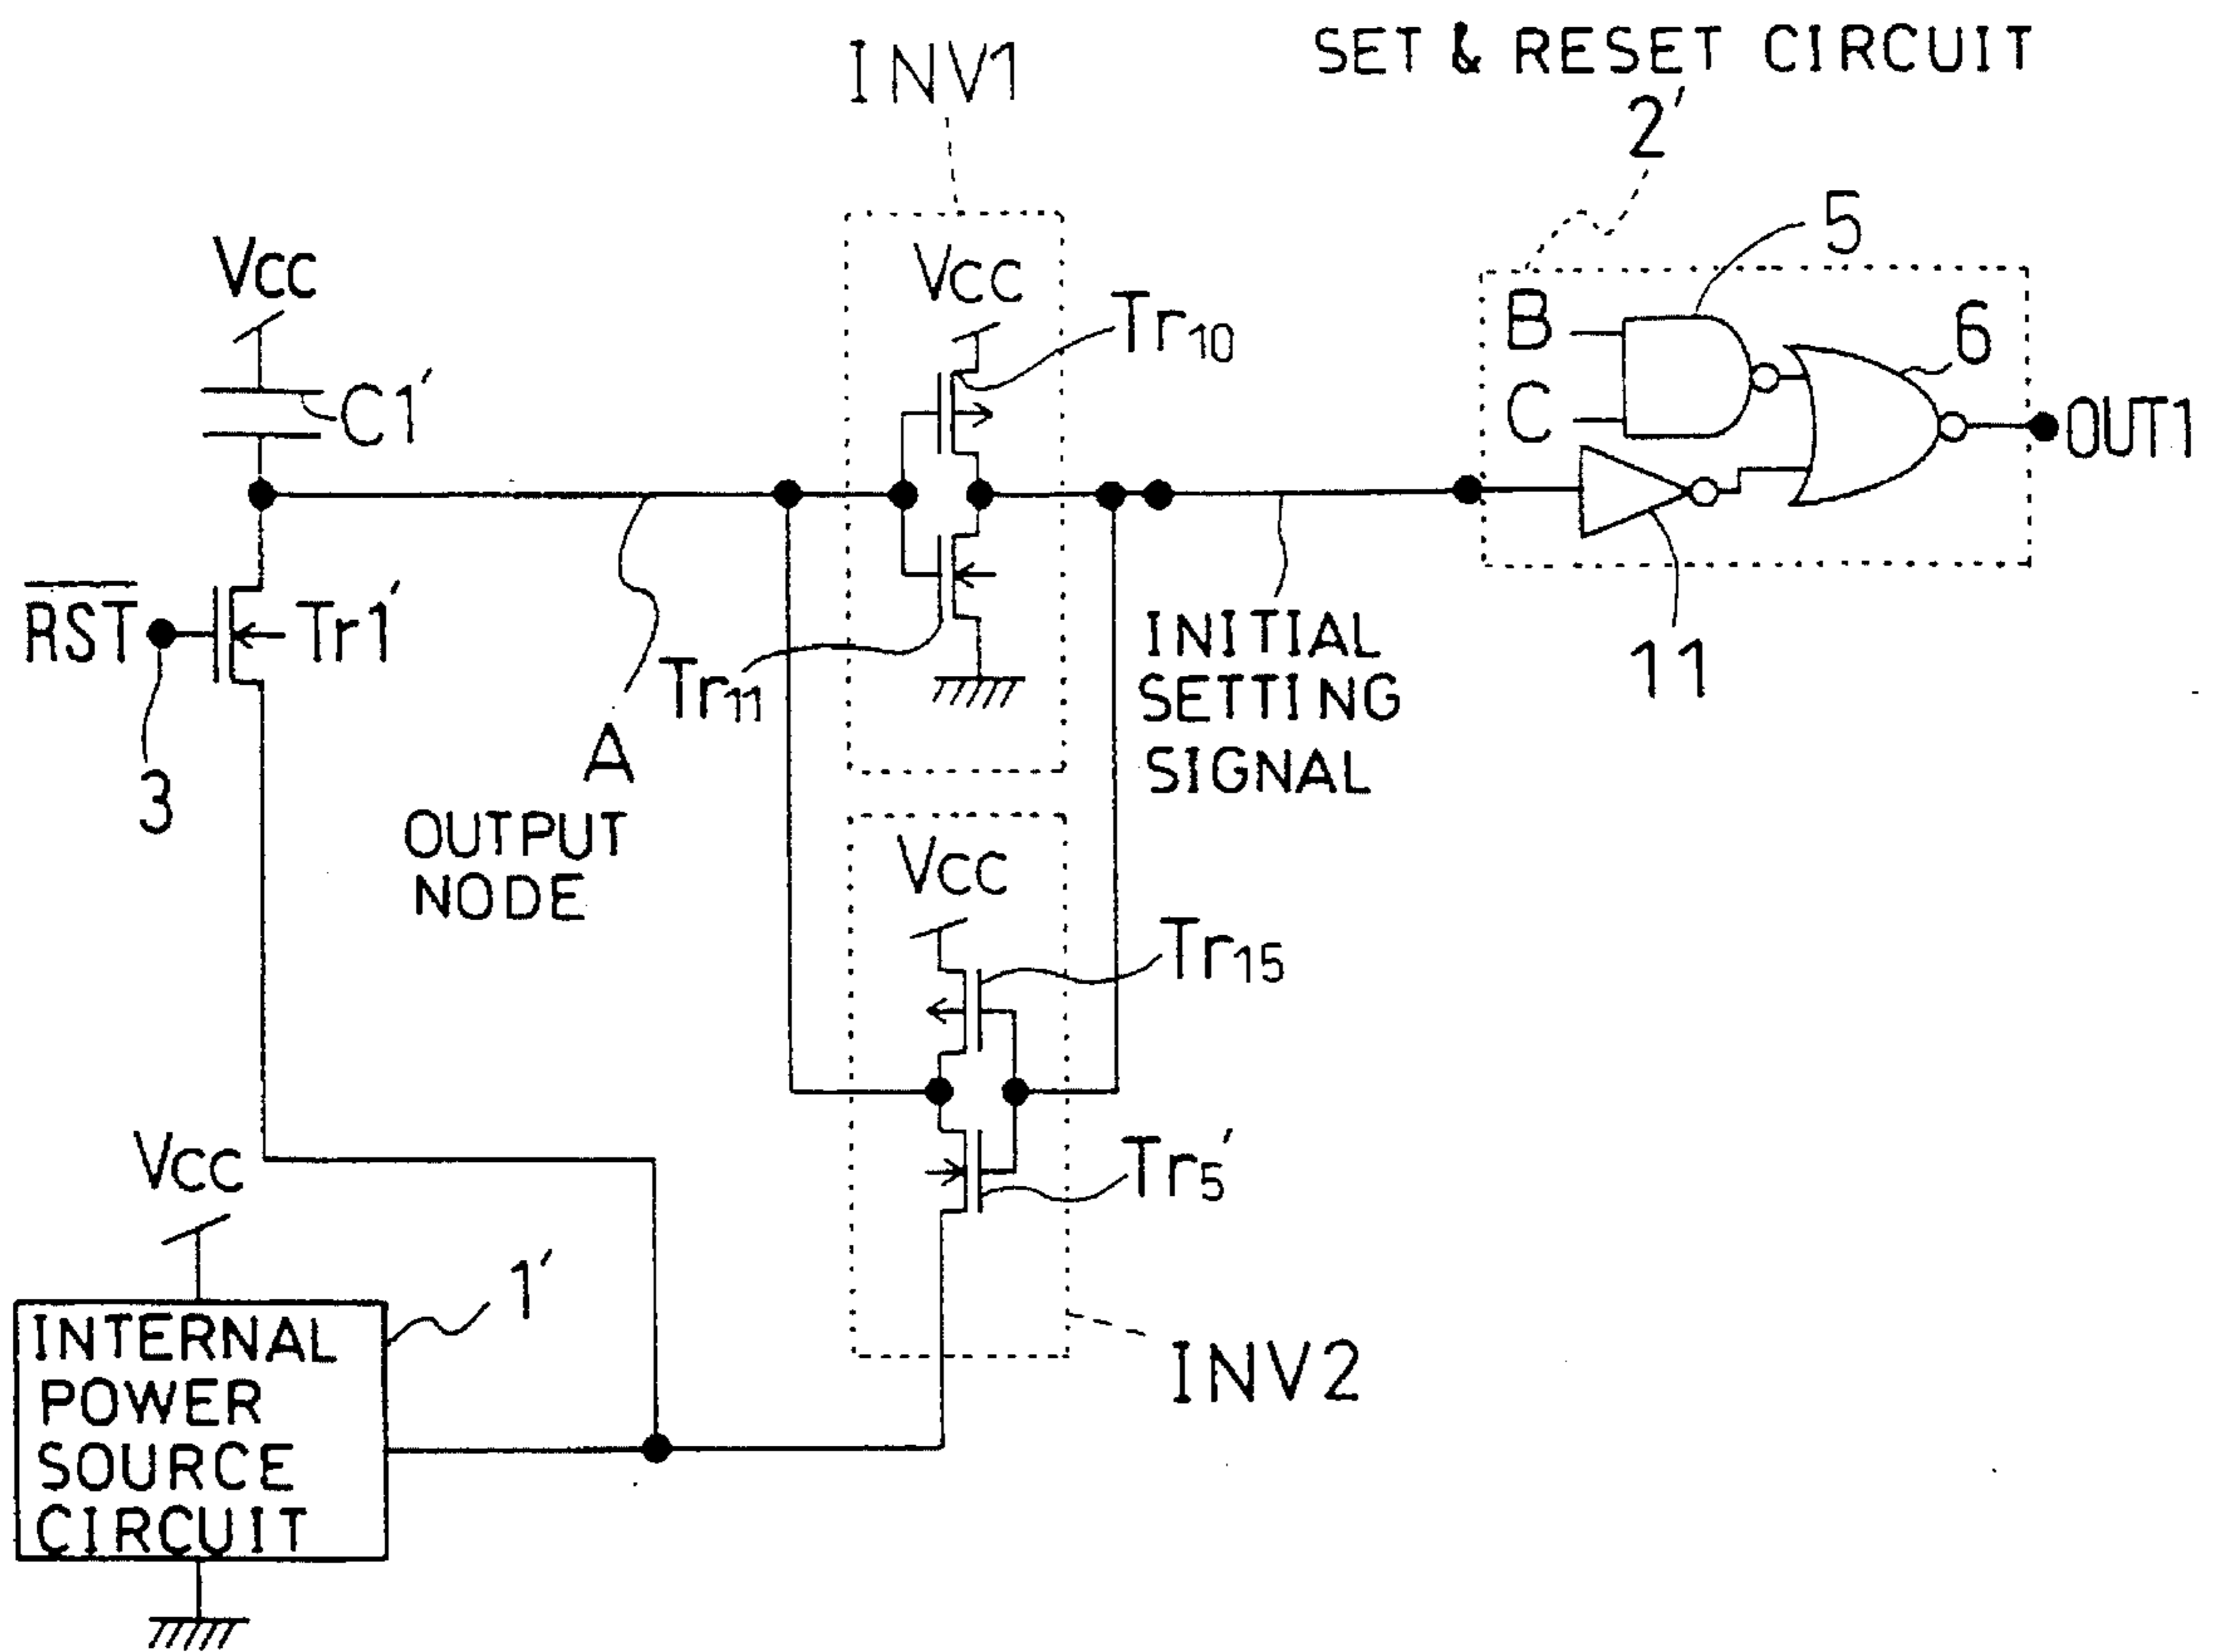 SET & RESET CIRCUIT
2′
INV1
5
Vcc
Vcc
B
6
Tr10
C1′
C
OUT1
R̅S̅T̅
Tr1′
Tr11
INITIAL
SETTING
SIGNAL
11
3
A
OUTPUT
NODE
Vcc
Tr15
Vcc
Tr5′
1′
INTERNAL
POWER
SOURCE
CIRCUIT
INV2